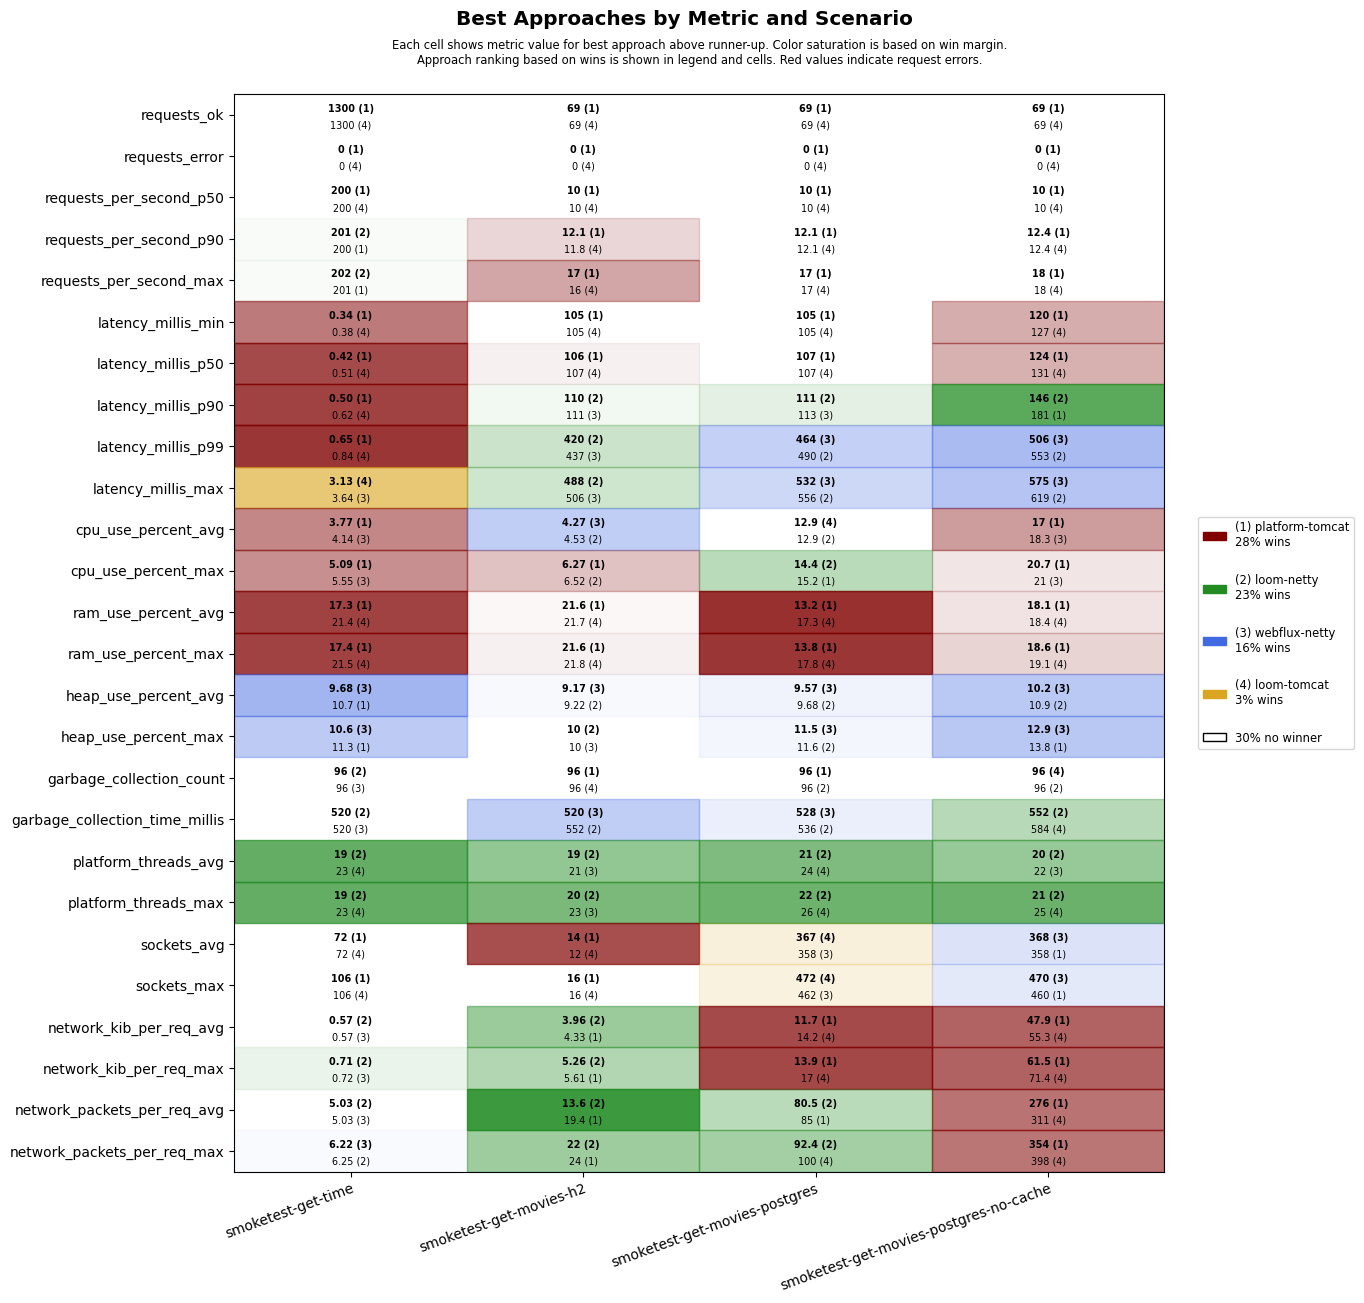 Best Approaches by Metric and Scenario
Each cell shows metric value for best approach above runner-up. Color saturation is based on win margin.
Approach ranking based on wins is shown in legend and cells. Red values indicate request errors.
requests_ok
1300 (1) 69 (1) 69 (1) 69 (1)
1300 (4) 69 (4) 69 (4) 69 (4)
requests_error
0 (1) 0 (1) 0 (1) 0 (1)
0 (4) 0 (4) 0 (4) 0 (4)
requests_per_second_p50
200 (1) 10 (1) 10 (1) 10 (1)
200 (4) 10 (4) 10 (4) 10 (4)
requests_per_second_p90
201 (2) 12.1 (1) 12.1 (1) 12.4 (1)
200 (1) 11.8 (4) 12.1 (4) 12.4 (4)
requests_per_second_max
202 (2) 17 (1) 17 (1) 18 (1)
201 (1) 16 (4) 17 (4) 18 (4)
latency_millis_min
0.34 (1) 105 (1) 105 (1) 120 (1)
0.38 (4) 105 (4) 105 (4) 127 (4)
latency_millis_p50
0.42 (1) 106 (1) 107 (1) 124 (1)
0.51 (4) 107 (4) 107 (4) 131 (4)
latency_millis_p90
0.50 (1) 110 (2) 111 (2) 146 (2)
0.62 (4) 111 (3) 113 (3) 181 (1)
latency_millis_p99
0.65 (1) 420 (2) 464 (3) 506 (3)
0.84 (4) 437 (3) 490 (2) 553 (2)
latency_millis_max
3.13 (4) 488 (2) 532 (3) 575 (3)
3.64 (3) 506 (3) 556 (2) 619 (2)
cpu_use_percent_avg
3.77 (1) 4.27 (3) 12.9 (4) 17 (1)
4.14 (3) 4.53 (2) 12.9 (2) 18.3 (3)
cpu_use_percent_max
5.09 (1) 6.27 (1) 14.4 (2) 20.7 (1)
5.55 (3) 6.52 (2) 15.2 (1) 21 (3)
ram_use_percent_avg
17.3 (1) 21.6 (1) 13.2 (1) 18.1 (1)
21.4 (4) 21.7 (4) 17.3 (4) 18.4 (4)
ram_use_percent_max
17.4 (1) 21.6 (1) 13.8 (1) 18.6 (1)
21.5 (4) 21.8 (4) 17.8 (4) 19.1 (4)
heap_use_percent_avg
9.68 (3) 9.17 (3) 9.57 (3) 10.2 (3)
10.7 (1) 9.22 (2) 9.68 (2) 10.9 (2)
heap_use_percent_max
10.6 (3) 10 (2) 11.5 (3) 12.9 (3)
11.3 (1) 10 (3) 11.6 (2) 13.8 (1)
garbage_collection_count
96 (2) 96 (1) 96 (1) 96 (4)
96 (3) 96 (4) 96 (2) 96 (2)
garbage_collection_time_millis
520 (2) 520 (3) 528 (3) 552 (2)
520 (3) 552 (2) 536 (2) 584 (4)
platform_threads_avg
19 (2) 19 (2) 21 (2) 20 (2)
23 (4) 21 (3) 24 (4) 22 (3)
platform_threads_max
19 (2) 20 (2) 22 (2) 21 (2)
23 (4) 23 (3) 26 (4) 25 (4)
sockets_avg
72 (1) 14 (1) 367 (4) 368 (3)
72 (4) 12 (4) 358 (3) 358 (1)
sockets_max
106 (1) 16 (1) 472 (4) 470 (3)
106 (4) 16 (4) 462 (3) 460 (1)
network_kib_per_req_avg
0.57 (2) 3.96 (2) 11.7 (1) 47.9 (1)
0.57 (3) 4.33 (1) 14.2 (4) 55.3 (4)
network_kib_per_req_max
0.71 (2) 5.26 (2) 13.9 (1) 61.5 (1)
0.72 (3) 5.61 (1) 17 (4) 71.4 (4)
network_packets_per_req_avg
5.03 (2) 13.6 (2) 80.5 (2) 276 (1)
5.03 (3) 19.4 (1) 85 (1) 311 (4)
network_packets_per_req_max
6.22 (3) 22 (2) 92.4 (2) 354 (1)
6.25 (2) 24 (1) 100 (4) 398 (4)
smoketest-get-time
smoketest-get-movies-h2
smoketest-get-movies-postgres
smoketest-get-movies-postgres-no-cache
(1) platform-tomcat
28% wins
(2) loom-netty
23% wins
(3) webflux-netty
16% wins
(4) loom-tomcat
3% wins
30% no winner